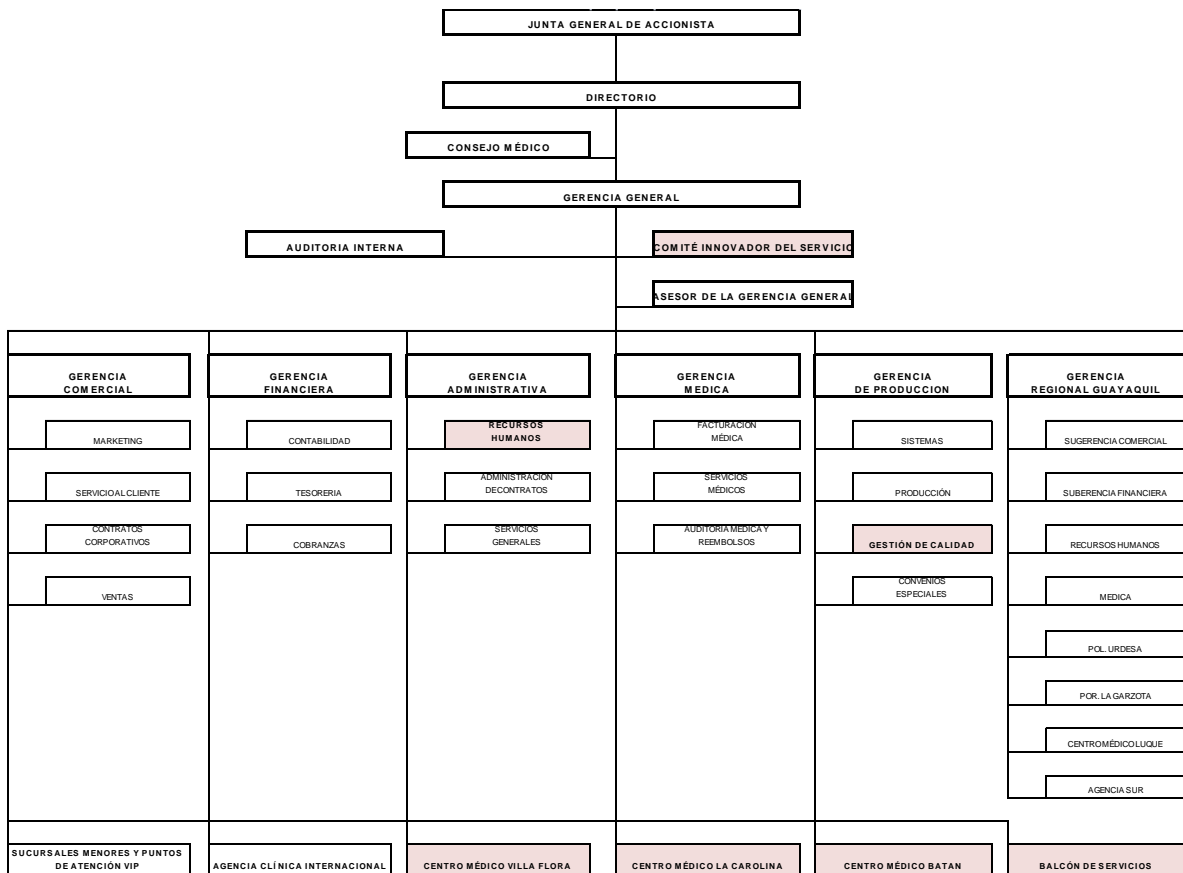 JUNTA GENERAL DE ACCIONISTA
DIRECTORIO
CONSEJO MÉDICO
GERENCIA GENERAL
AUDITORIA INTERNA
COMITÉ INNOVADOR DEL SERVICIO
ASESOR DE LA GERENCIA GENERAL
GERENCIA
COMERCIAL
GERENCIA
FINANCIERA
GERENCIA
ADMINISTRATIVA
GERENCIA
MEDICA
GERENCIA
DE PRODUCCION
GERENCIA
REGIONAL GUAYAQUIL
MARKETING
SERVICIO AL CLIENTE
CONTRATOS
CORPORATIVOS
VENTAS
CONTABILIDAD
TESORERIA
COBRANZAS
RECURSOS
HUMANOS
ADMINISTRACION
DE CONTRATOS
SERVICIOS
GENERALES
FACTURACIÓN
MÉDICA
SERVICIOS
MÉDICOS
AUDITORIA MEDICA Y
REEMBOLSOS
SISTEMAS
PRODUCCIÓN
GESTIÓN DE CALIDAD
CONVENIOS
ESPECIALES
SUGERENCIA COMERCIAL
SUBERENCIA FINANCIERA
RECURSOS HUMANOS
MEDICA
POL. URDESA
POR. LA GARZOTA
CENTRO MÉDICO LUQUE
AGENCIA SUR
SUCURSALES MENORES Y PUNTOS
DE ATENCIÓN VIP
AGENCIA CLÍNICA INTERNACIONAL
CENTRO MÉDICO VILLA FLORA
CENTRO MÉDICO LA CAROLINA
CENTRO MÉDICO BATAN
BALCÓN DE SERVICIOS